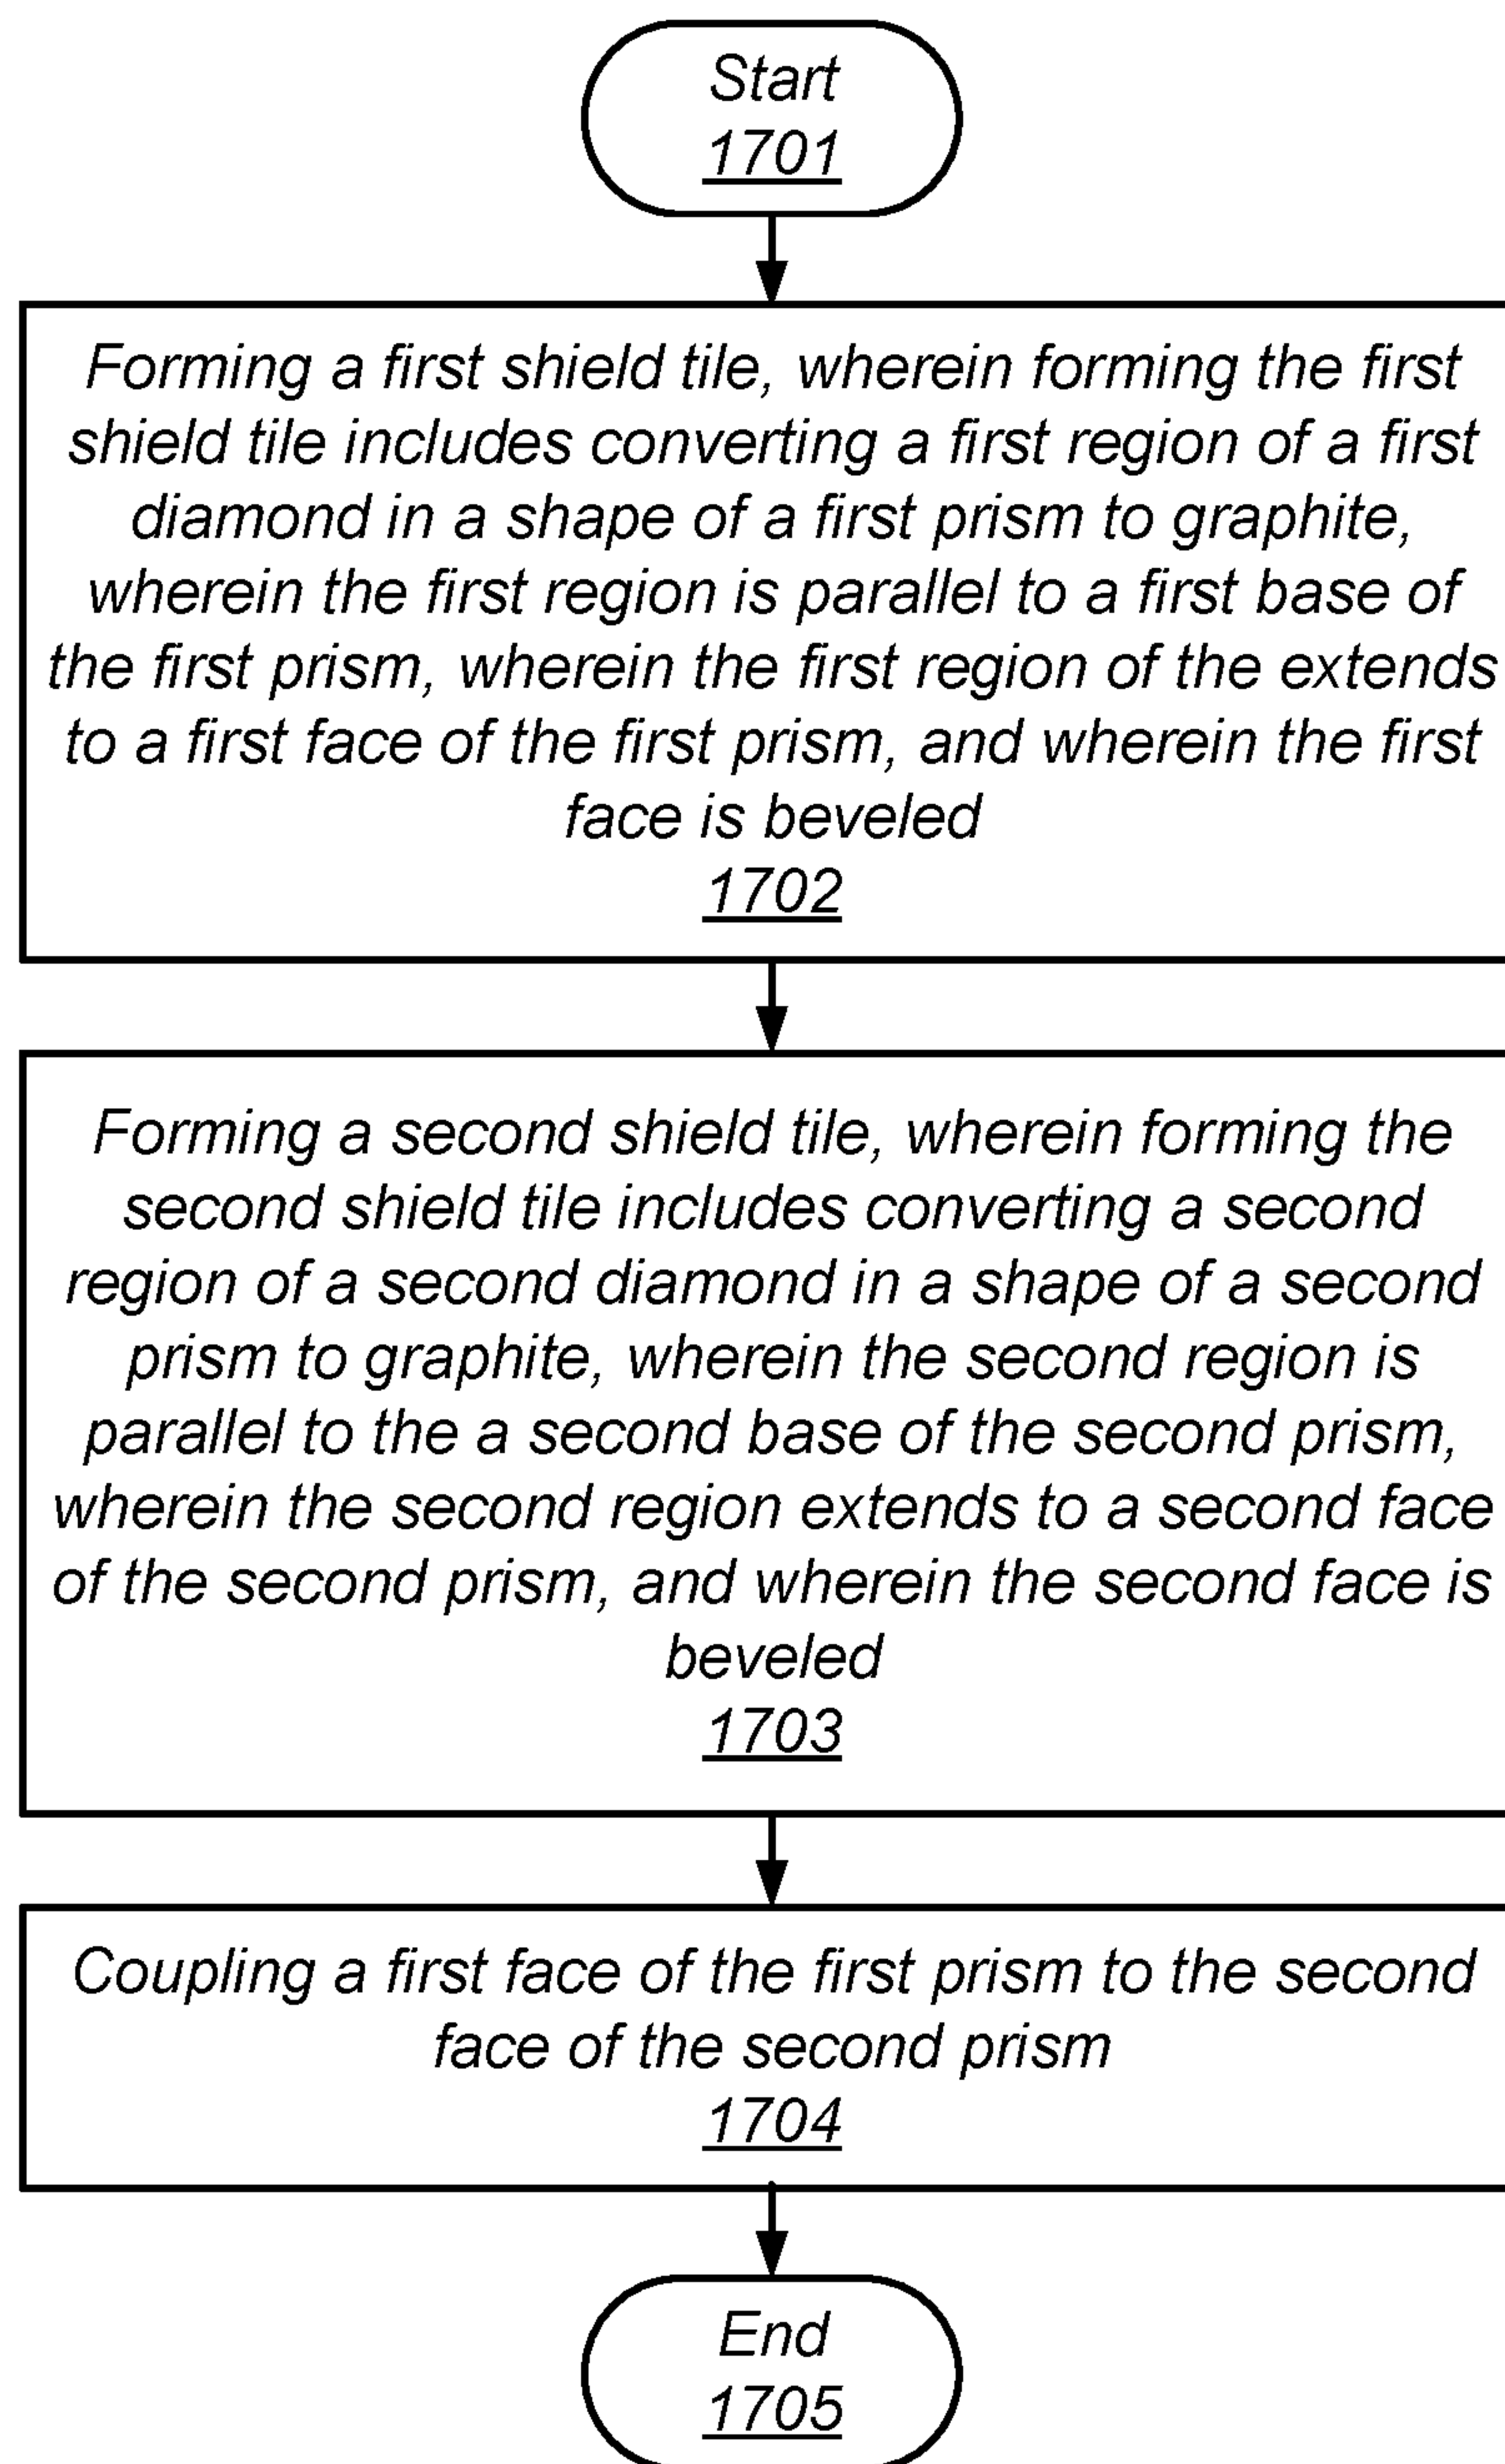 Start
1701
Forming a first shield tile, wherein forming the first
shield tile includes converting a first region of a first
diamond in a shape of a first prism to graphite,
wherein the first region is parallel to a first base of
the first prism, wherein the first region of the extends
to a first face of the first prism, and wherein the first
face is beveled
1702
Forming a second shield tile, wherein forming the
second shield tile includes converting a second
region of a second diamond in a shape of a second
prism to graphite, wherein the second region is
parallel to the a second base of the second prism,
wherein the second region extends to a second face
of the second prism, and wherein the second face is
beveled
1703
Coupling a first face of the first prism to the second
face of the second prism
1704
End
1705